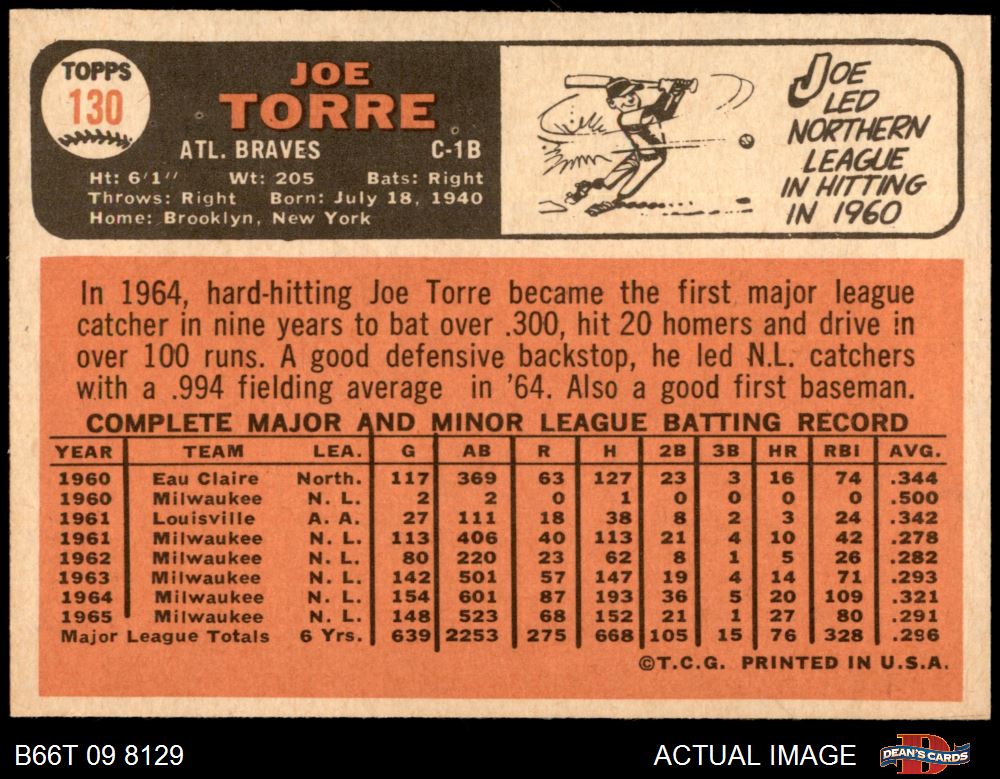 TOPPS
130
JOE
TORRE
ATL. BRAVES C-1B
Ht: 6'1" Wt: 205 Bats: Right
Throws: Right Born: July 18, 1940
Home: Brooklyn, New York
JOE
LED
NORTHERN
LEAGUE
IN HITTING
IN 1960
In 1964, hard-hitting Joe Torre became the first major league
catcher in nine years to bat over .300, hit 20 homers and drive in
over 100 runs. A good defensive backstop, he led N.L. catchers
with a .994 fielding average in '64. Also a good first baseman.
COMPLETE MAJOR AND MINOR LEAGUE BATTING RECORD
YEAR TEAM LEA. G AB R H 2B 3B HR RBI AVG.
1960 Eau Claire North. 117 369 63 127 23 3 16 74 .344
1960 Milwaukee N. L. 2 2 0 1 0 0 0 0 .500
1961 Louisville A. A. 27 111 18 38 8 2 3 24 .342
1961 Milwaukee N. L. 113 406 40 113 21 4 10 42 .278
1962 Milwaukee N. L. 80 220 23 62 8 1 5 26 .282
1963 Milwaukee N. L. 142 501 57 147 19 4 14 71 .293
1964 Milwaukee N. L. 154 601 87 193 36 5 20 109 .321
1965 Milwaukee N. L. 148 523 68 152 21 1 27 80 .291
Major League Totals 6 Yrs. 639 2253 275 668 105 15 76 328 .296
©T.C.G. PRINTED IN U.S.A.
B66T 09 8129 ACTUAL IMAGE DEAN'S CARDS